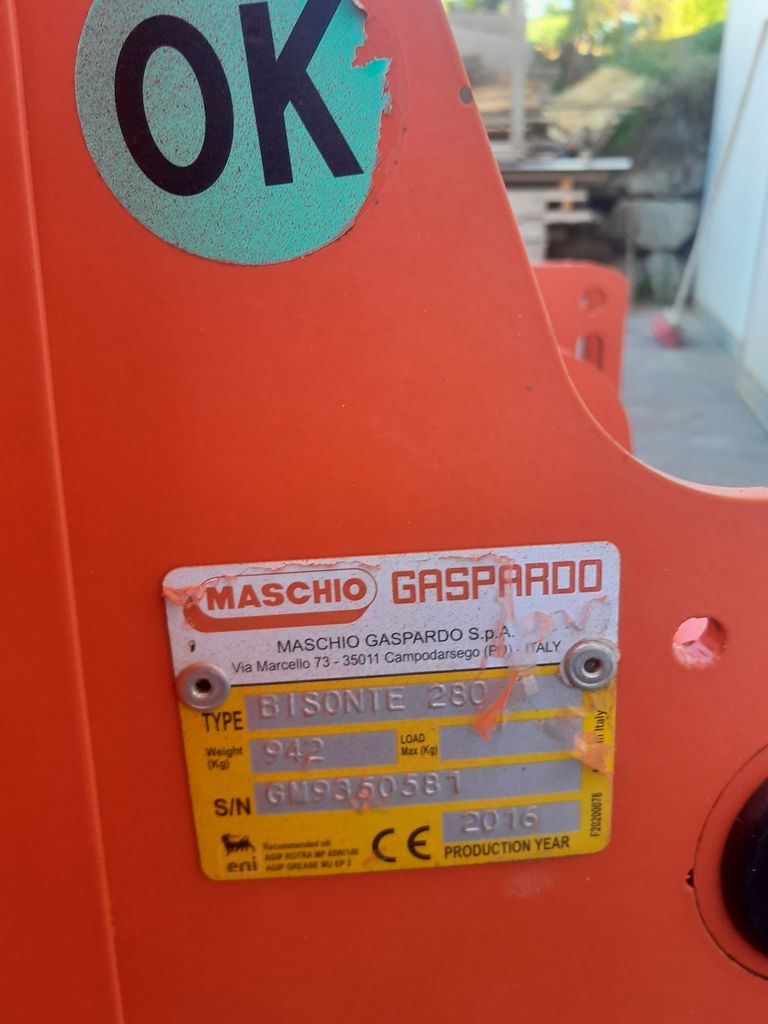 OK
MASCHIO GASPARDO
MASCHIO GASPARDO S.p.A.
Via Marcello 73 - 35011 Campodarsego (PD) - ITALY
TYPE BISONTE 280
Weight (Kg) 942 LOAD Max (Kg)
S/N GM9350581
2016
PRODUCTION YEAR
CE
eni
Recommended oil:
AGIP ROTRA MP 85W/140
AGIP GREASE MU EP 2
in Italy
F20200078